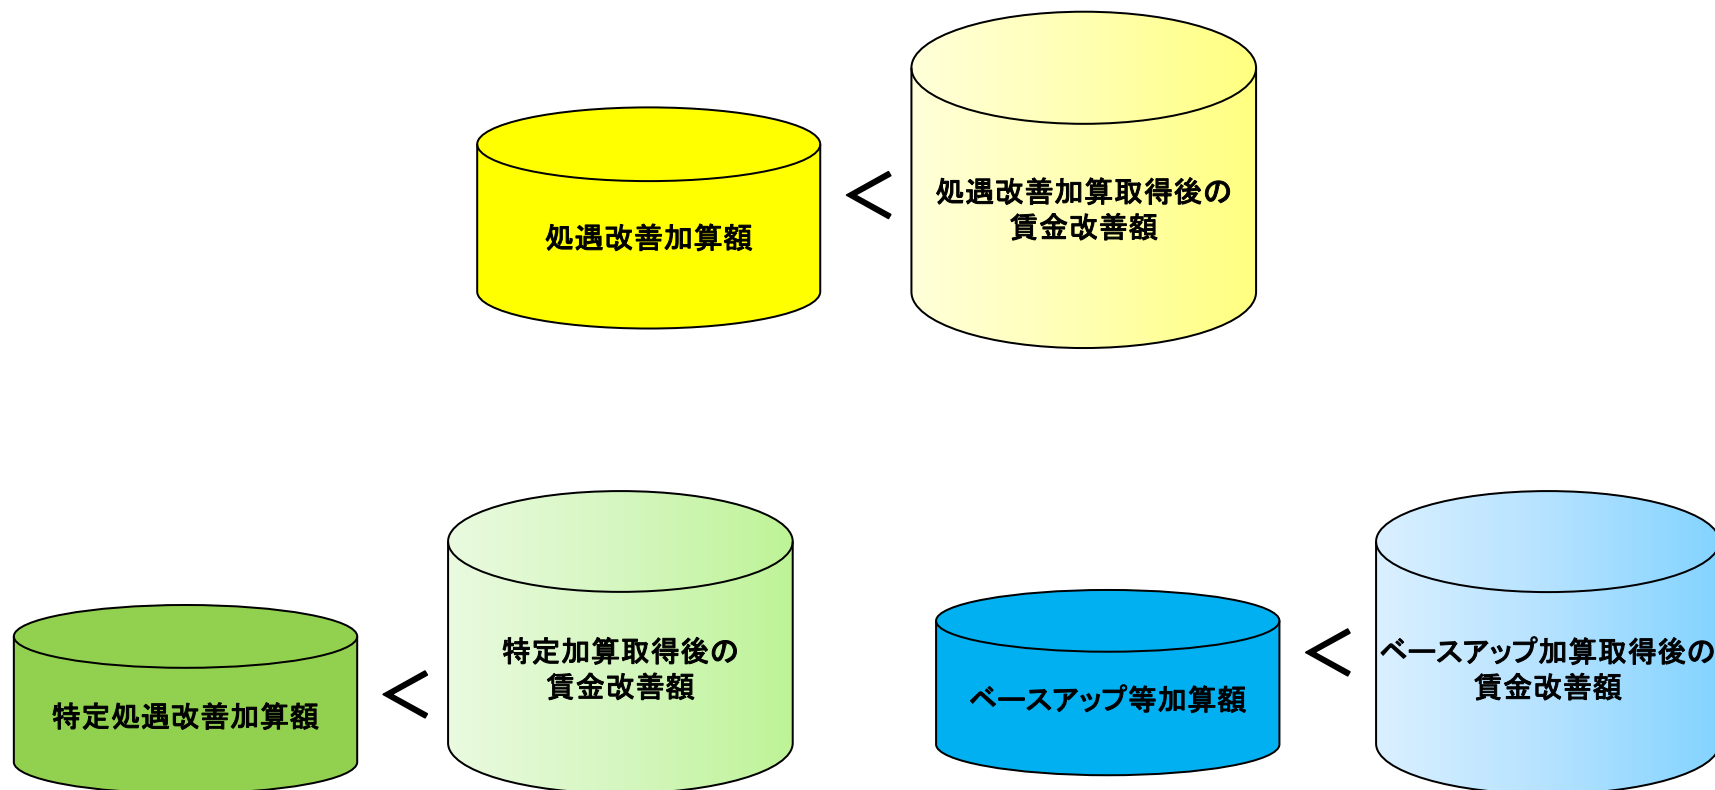 処遇改善加算額
<
処遇改善加算取得後の
賃金改善額
特定処遇改善加算額
<
特定加算取得後の
賃金改善額
ベースアップ等加算額
<
ベースアップ加算取得後の
賃金改善額